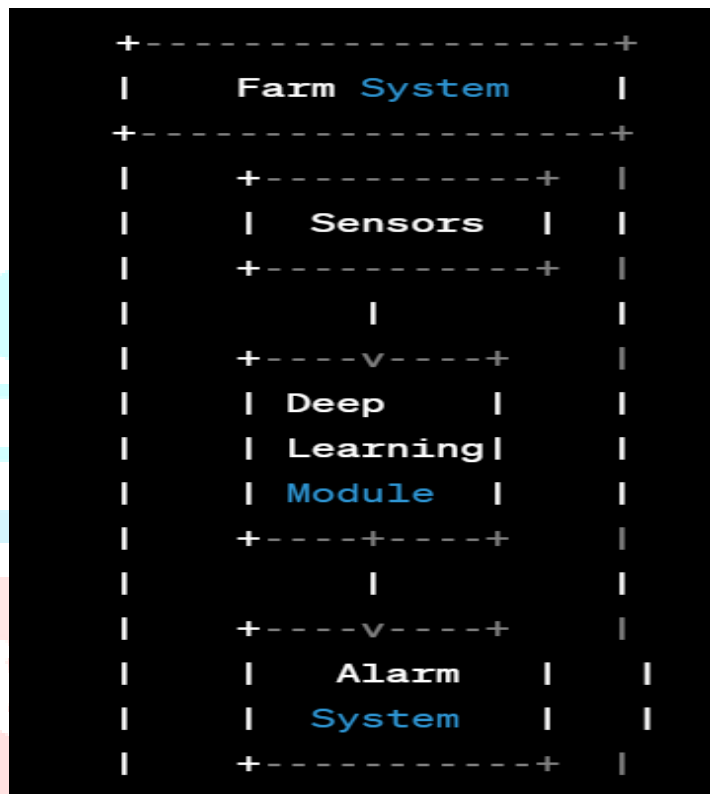 +-------------------+
|    Farm System    |
+-------------------+
|    +-----------+  |
|    |  Sensors  |  |
|    +-----------+  |
|         |         |
|    +----v----+    |
|    | Deep    |    |
|    | Learning|    |
|    | Module  |    |
|    +----+----+    |
|         |         |
|    +----v----+    |
|    |   Alarm   |   |
|    |  System   |   |
|    +-----------+  |